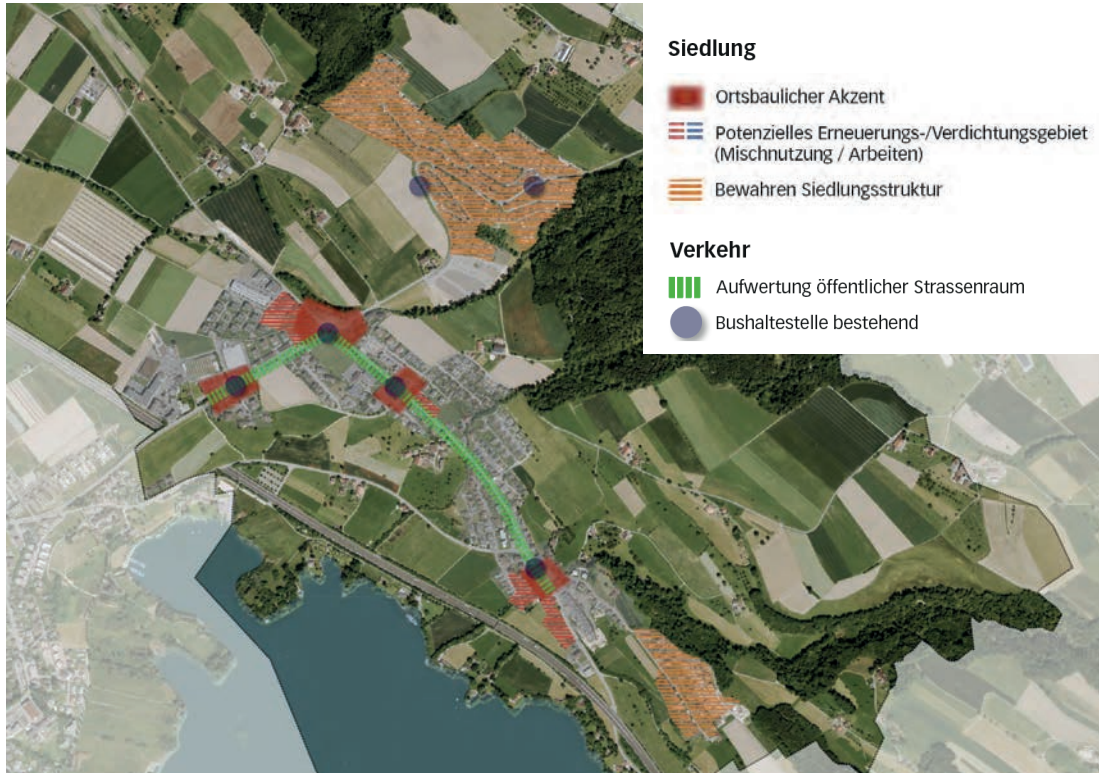 Siedlung
Ortsbaulicher Akzent
Potenzielles Erneuerungs-/Verdichtungsgebiet
(Mischnutzung / Arbeiten)
Bewahren Siedlungsstruktur
Verkehr
Aufwertung öffentlicher Strassenraum
Bushaltestelle bestehend